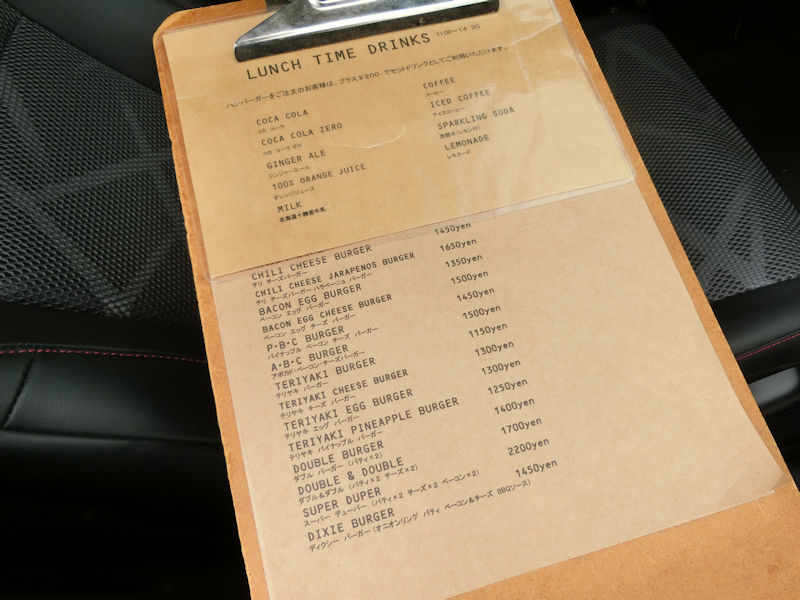 LUNCH TIME DRINKS 11:00〜14:30
ハンバーガーをご注文のお客様は、プラス¥200-でセットドリンクとしてご利用いただけます。
COCA COLA
コカ コーラ
COCA COLA ZERO
コカ コーラ ゼロ
GINGER ALE
ジンジャーエール
100% ORANGE JUICE
オレンジジュース
MILK
北海道十勝産牛乳
COFFEE
コーヒー
ICED COFFEE
アイスコーヒー
SPARKLING SODA
炭酸水(レモン付)
LEMONADE
レモネード
CHILI CHEESE BURGER 1450yen
チリ チーズバーガー
CHILI CHEESE JARAPENOS BURGER 1650yen
チリ チーズバーガー ハラペーニョ バーガー
BACON EGG BURGER 1350yen
ベーコン エッグ バーガー
BACON EGG CHEESE BURGER 1500yen
ベーコン エッグ チーズ バーガー
P・B・C BURGER 1450yen
パイナップル ベーコン チーズ バーガー
A・B・C BURGER 1500yen
アボカド・ベーコン・チーズバーガー
TERIYAKI BURGER 1150yen
テリヤキ バーガー
TERIYAKI CHEESE BURGER 1300yen
テリヤキ チーズ バーガー
TERIYAKI EGG BURGER 1300yen
テリヤキ エッグ バーガー
TERIYAKI PINEAPPLE BURGER 1250yen
テリヤキ パイナップル バーガー
DOUBLE BURGER 1400yen
ダブル バーガー (パティ×2)
DOUBLE & DOUBLE 1700yen
ダブル&ダブル (パティ×2 チーズ×2)
SUPER DUPER 2200yen
スーパー デューパー (パティ×2 チーズ×2 ベーコン×2)
DIXIE BURGER 1450yen
ディクシー バーガー (オニオンリング パティ ベーコン&チーズ BBQソース)